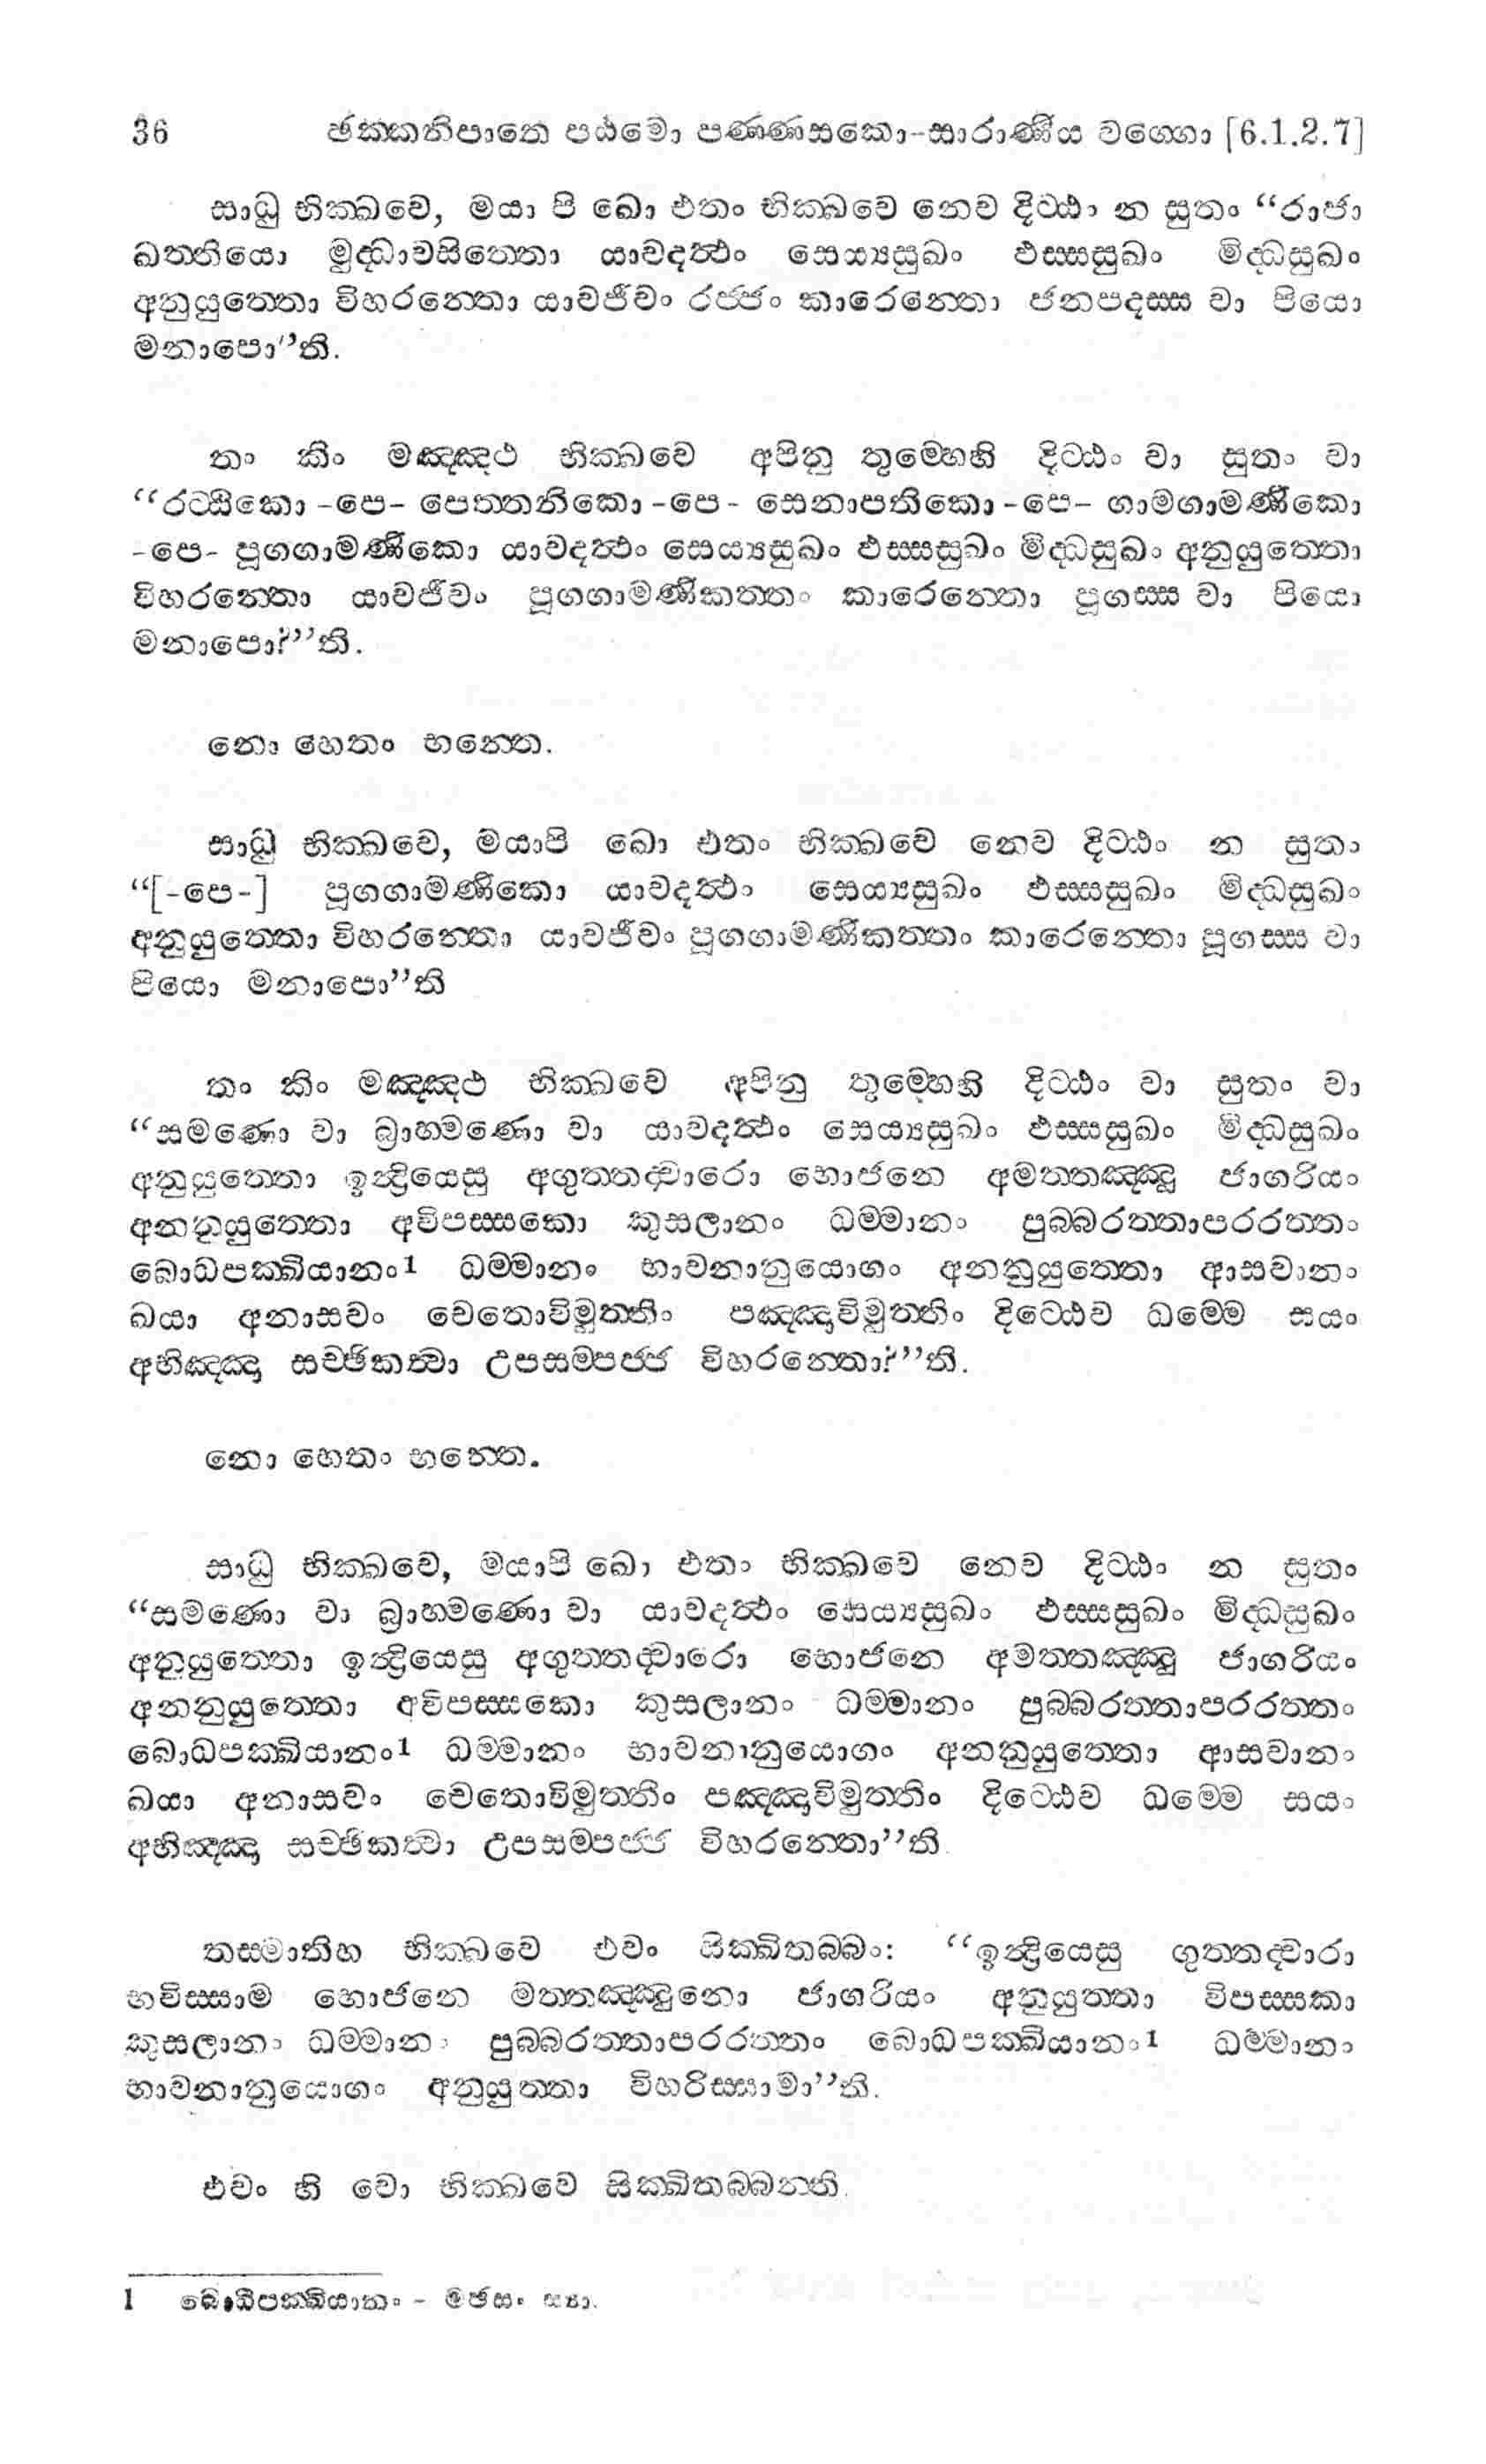 36 ඡක්කනිපාතෙ පඨමො පණ්ණාසකො-සාරාණීය වග්ගො [6.1.2.7]
සාධු භික්ඛවෙ, මයා පි ඛො එතං භික්ඛවෙ නෙව දිට්ඨං න සුතං “රාජා
ඛත්තියො මුද්ධාවසිත්තො යාවදත්ථං සෙය්‍යසුඛං ඵස්සසුඛං මිද්ධසුඛං
අනුයුත්තො විහරන්තො යාවජීවං රජ්ජං කාරෙන්තො ජනපදස්ස වා පියො
මනාපො”ති.
තං කිං මඤ්ඤථ භික්ඛවෙ අපිනු තුම්හෙහි දිට්ඨං වා සුතං වා
“රට්ඨිකො -පෙ- පෙත්තනිකො -පෙ- සෙනාපතිකො -පෙ- ගාමගාමණිකො
-පෙ- පූගගාමණිකො යාවදත්ථං සෙය්‍යසුඛං ඵස්සසුඛං මිද්ධසුඛං අනුයුත්තො
විහරන්තො යාවජීවං පූගගාමණිකත්තං කාරෙන්තො පූගස්ස වා පියො
මනාපො?”ති.
නො හෙතං භන්තෙ.
සාධු භික්ඛවෙ, මයාපි ඛො එතං භික්ඛවෙ නෙව දිට්ඨං න සුතං
“[-පෙ-] පූගගාමණිකො යාවදත්ථං සෙය්‍යසුඛං ඵස්සසුඛං මිද්ධසුඛං
අනුයුත්තො විහරන්තො යාවජීවං පූගගාමණිකත්තං කාරෙන්තො පූගස්ස වා
පියො මනාපො”ති
තං කිං මඤ්ඤථ භික්ඛවෙ අපිනු තුම්හෙහි දිට්ඨං වා සුතං වා
“සමණො වා බ්‍රාහ්මණො වා යාවදත්ථං සෙය්‍යසුඛං ඵස්සසුඛං මිද්ධසුඛං
අනුයුත්තො ඉන්ද්‍රියෙසු අගුත්තද්වාරො භොජනෙ අමත්තඤ්ඤූ ජාගරියං
අනනුයුත්තො අවිපස්සකො කුසලානං ධම්මානං පුබ්බරත්තාපරරත්තං
බොධපක්ඛියානං1 ධම්මානං භාවනානුයොගං අනනුයුත්තො ආසවානං
ඛයා අනාසවං චෙතොවිමුත්තිං පඤ්ඤාවිමුත්තිං දිට්ඨෙව ධම්මෙ සයං
අභිඤ්ඤා සච්ඡිකත්වා උපසම්පජ්ජ විහරන්තො?”ති.
නො හෙතං භන්තෙ.
සාධු භික්ඛවෙ, මයාපි ඛො එතං භික්ඛවෙ නෙව දිට්ඨං න සුතං
“සමණො වා බ්‍රාහ්මණො වා යාවදත්ථං සෙය්‍යසුඛං ඵස්සසුඛං මිද්ධසුඛං
අනුයුත්තො ඉන්ද්‍රියෙසු අගුත්තද්වාරො භොජනෙ අමත්තඤ්ඤූ ජාගරියං
අනනුයුත්තො අවිපස්සකො කුසලානං ධම්මානං පුබ්බරත්තාපරරත්තං
බොධපක්ඛියානං1 ධම්මානං භාවනානුයොගං අනනුයුත්තො ආසවානං
ඛයා අනාසවං චෙතොවිමුත්තිං පඤ්ඤාවිමුත්තිං දිට්ඨෙව ධම්මෙ සයං
අභිඤ්ඤා සච්ඡිකත්වා උපසම්පජ්ජ විහරන්තො”ති.
තස්මාතිහ භික්ඛවෙ එවං සික්ඛිතබ්බං: “ඉන්ද්‍රියෙසු ගුත්තද්වාරා
භවිස්සාම භොජනෙ මත්තඤ්ඤුනො ජාගරියං අනුයුත්තා විපස්සකා
කුසලානං ධම්මානං පුබ්බරත්තාපරරත්තං බොධපක්ඛියානං1 ධම්මානං
භාවනානුයොගං අනුයුත්තා විහරිස්සාමා”ති.
එවං හි වො භික්ඛවෙ සික්ඛිතබ්බන්ති.
1 බොධිපක්ඛියානං - මඡසං ස්‍යා.